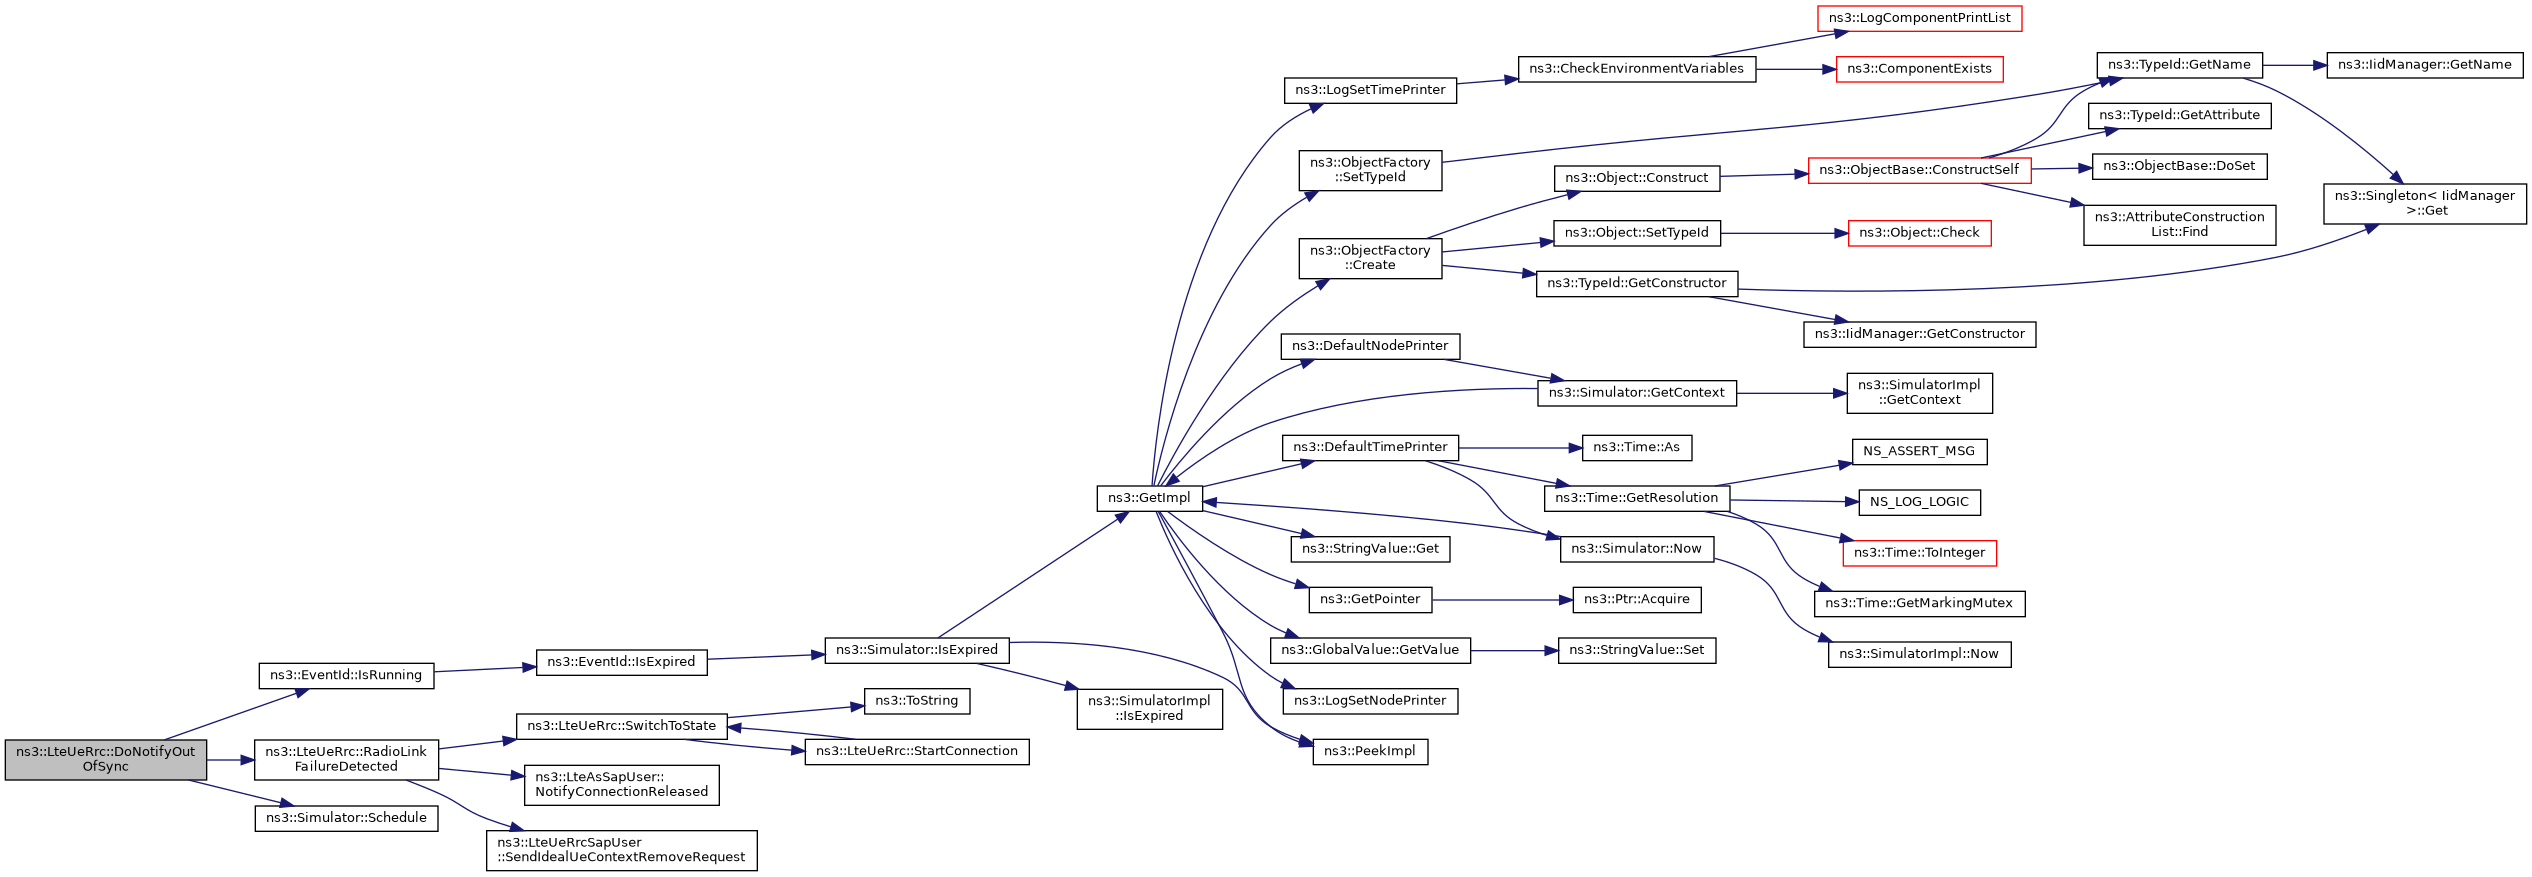 ns3::LteUeRrc::DoNotifyOut
OfSync
ns3::EventId::IsRunning
ns3::LteUeRrc::RadioLink
FailureDetected
ns3::Simulator::Schedule
ns3::EventId::IsExpired
ns3::LteUeRrc::SwitchToState
ns3::LteAsSapUser::
NotifyConnectionReleased
ns3::LteUeRrcSapUser
::SendIdealUeContextRemoveRequest
ns3::Simulator::IsExpired
ns3::ToString
ns3::LteUeRrc::StartConnection
ns3::GetImpl
ns3::SimulatorImpl
::IsExpired
ns3::LogSetTimePrinter
ns3::ObjectFactory
::SetTypeId
ns3::ObjectFactory
::Create
ns3::DefaultNodePrinter
ns3::DefaultTimePrinter
ns3::StringValue::Get
ns3::GetPointer
ns3::GlobalValue::GetValue
ns3::LogSetNodePrinter
ns3::PeekImpl
ns3::CheckEnvironmentVariables
ns3::Object::Construct
ns3::Object::SetTypeId
ns3::TypeId::GetConstructor
ns3::Simulator::GetContext
ns3::Time::As
ns3::Time::GetResolution
ns3::Simulator::Now
ns3::Ptr::Acquire
ns3::StringValue::Set
ns3::LogComponentPrintList
ns3::ComponentExists
ns3::ObjectBase::ConstructSelf
ns3::Object::Check
ns3::IidManager::GetConstructor
ns3::SimulatorImpl
::GetContext
NS_ASSERT_MSG
NS_LOG_LOGIC
ns3::Time::ToInteger
ns3::Time::GetMarkingMutex
ns3::SimulatorImpl::Now
ns3::TypeId::GetName
ns3::TypeId::GetAttribute
ns3::ObjectBase::DoSet
ns3::AttributeConstruction
List::Find
ns3::IidManager::GetName
ns3::Singleton< IidManager
>::Get